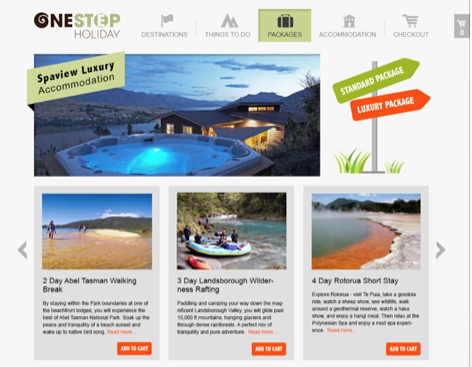 ONESTOP
HOLIDAY
DESTINATIONS
THINGS TO DO
PACKAGES
ACCOMMODATION
CHECKOUT
0
Spaview Luxury
Accommodation
STANDARD PACKAGE
LUXURY PACKAGE
2 Day Abel Tasman Walking
Break
By staying within the Park boundaries at one of
the beachfront lodges, you will experience the
best of Abel Tasman National Park. Soak up the
peace and tranquility of a beach sunset and
wake up to native bird song. Read more...
ADD TO CART
3 Day Landsborough Wilder-
ness Rafting
Paddling and camping your way down the mag-
nificent Landsborough Valley, you will glide past
10,000 ft mountains, hanging glaciers and
through dense rainforests. A perfect mix of
tranquility and pure adventure. Read more...
ADD TO CART
4 Day Rotorua Short Stay
Explore Rotorua - visit Te Puia, take a gondola
ride, watch a sheep show, see wildlife, walk
around a geothermal reserve, watch a haka
show, and enjoy a hangi meal. Then relax at the
Polynesian Spa and enjoy a mud spa experi-
ence. Read more...
ADD TO CART